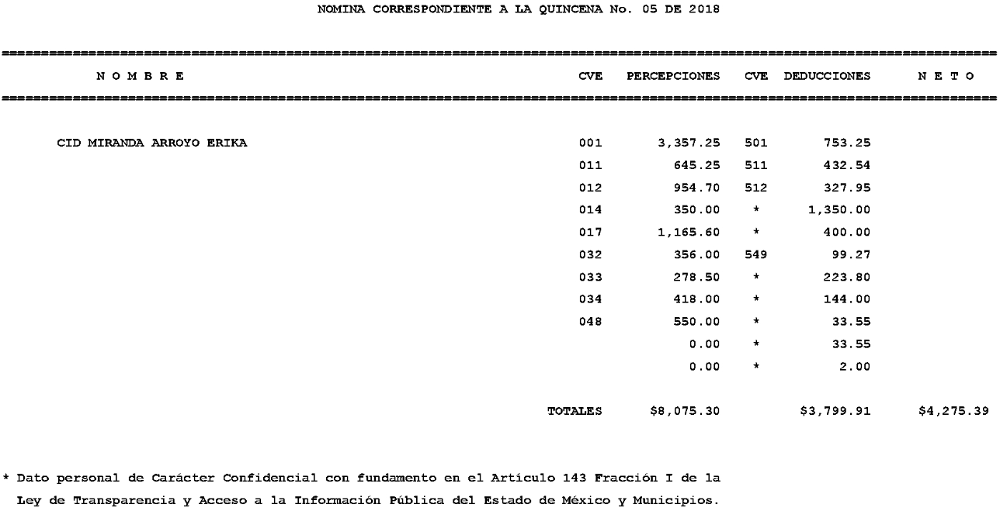 NOMINA CORRESPONDIENTE A LA QUINCENA No. 05 DE 2018
N O M B R E CVE PERCEPCIONES CVE DEDUCCIONES N E T O
CID MIRANDA ARROYO ERIKA 001 3,357.25 501 753.25
011 645.25 511 432.54
012 954.70 512 327.95
014 350.00 * 1,350.00
017 1,165.60 * 400.00
032 356.00 549 99.27
033 278.50 * 223.80
034 418.00 * 144.00
048 550.00 * 33.55
0.00 * 33.55
0.00 * 2.00
TOTALES $8,075.30 $3,799.91 $4,275.39
* Dato personal de Carácter Confidencial con fundamento en el Artículo 143 Fracción I de la
Ley de Transparencia y Acceso a la Información Pública del Estado de México y Municipios.